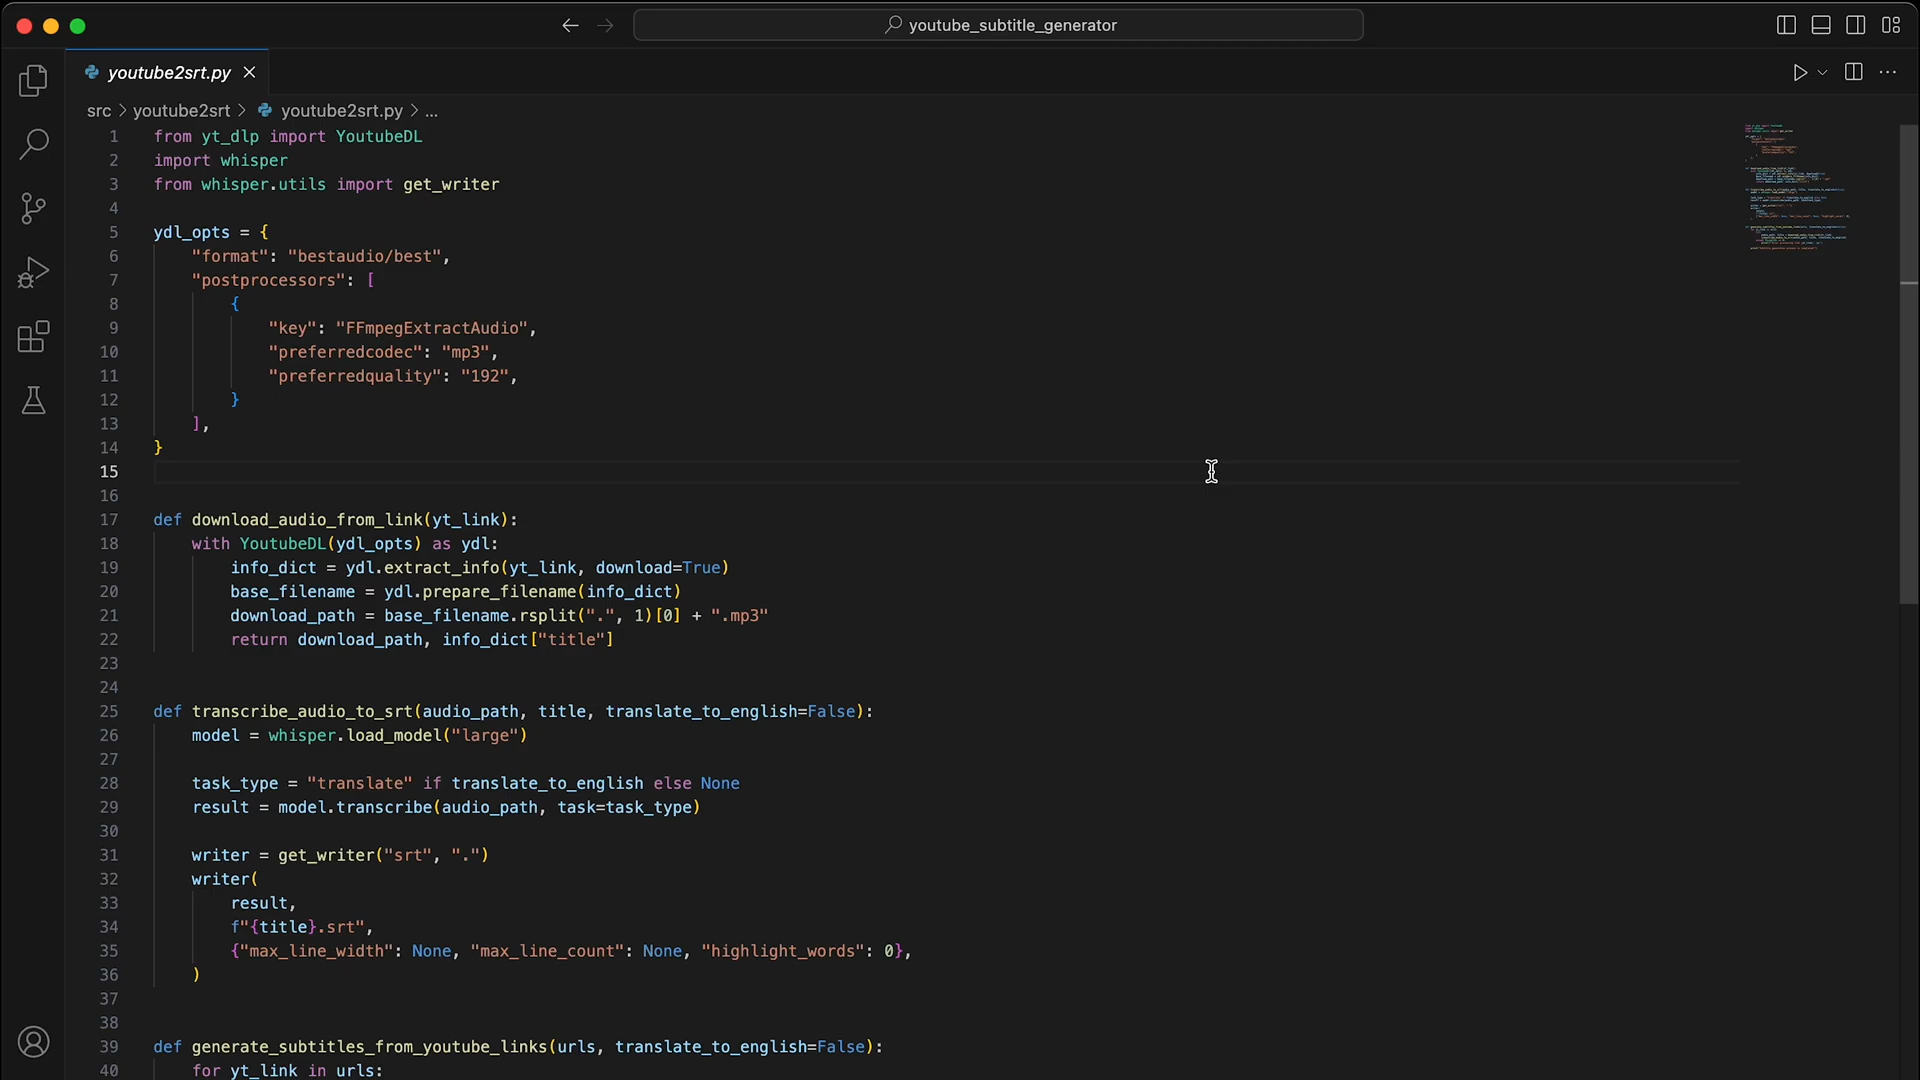 youtube_subtitle_generator
youtube2srt.py
src > youtube2srt > youtube2srt.py > ...
1 from yt_dlp import YoutubeDL
2 import whisper
3 from whisper.utils import get_writer
4
5 ydl_opts = {
6     "format": "bestaudio/best",
7     "postprocessors": [
8         {
9             "key": "FFmpegExtractAudio",
10             "preferredcodec": "mp3",
11             "preferredquality": "192",
12         }
13     ],
14 }
15
16
17 def download_audio_from_link(yt_link):
18     with YoutubeDL(ydl_opts) as ydl:
19         info_dict = ydl.extract_info(yt_link, download=True)
20         base_filename = ydl.prepare_filename(info_dict)
21         download_path = base_filename.rsplit(".", 1)[0] + ".mp3"
22         return download_path, info_dict["title"]
23
24
25 def transcribe_audio_to_srt(audio_path, title, translate_to_english=False):
26     model = whisper.load_model("large")
27
28     task_type = "translate" if translate_to_english else None
29     result = model.transcribe(audio_path, task=task_type)
30
31     writer = get_writer("srt", ".")
32     writer(
33         result,
34         f"{title}.srt",
35         {"max_line_width": None, "max_line_count": None, "highlight_words": 0},
36     )
37
38
39 def generate_subtitles_from_youtube_links(urls, translate_to_english=False):
40     for yt_link in urls: